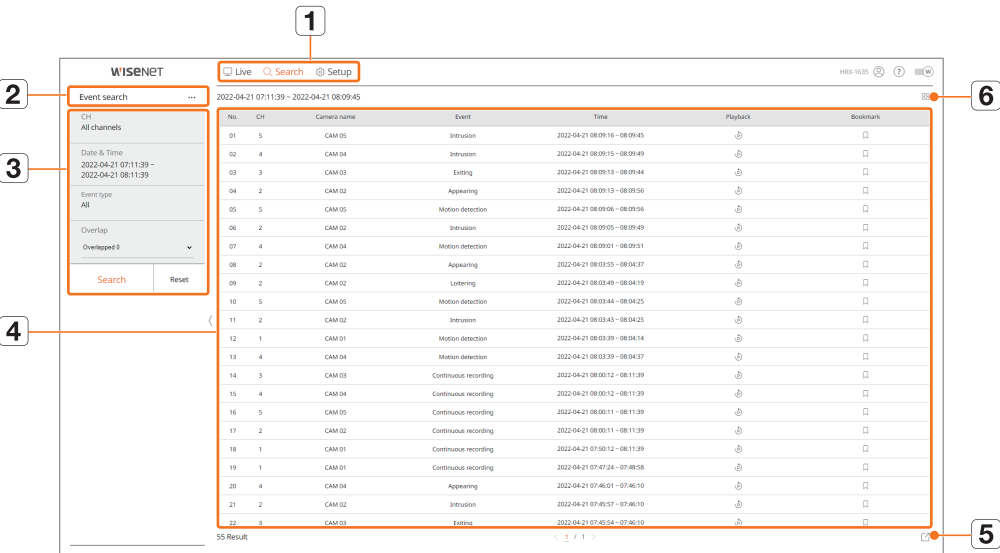 1
WISENET
Live Search Setup
HRX-1635 ? W
2
Event search ...
2022-04-21 07:11:39 ~ 2022-04-21 08:09:45
6
3
CH
All channels
Date & Time
2022-04-21 07:11:39 ~
2022-04-21 08:11:39
Event type
All
Overlap
Overlapped 0
Search Reset
4
No. CH Camera name Event Time Playback Bookmark
01 5 CAM 05 Intrusion 2022-04-21 08:09:16 ~ 08:09:45
02 4 CAM 04 Intrusion 2022-04-21 08:09:15 ~ 08:09:49
03 3 CAM 03 Exiting 2022-04-21 08:09:13 ~ 08:09:44
04 2 CAM 02 Appearing 2022-04-21 08:09:13 ~ 08:09:56
05 5 CAM 05 Motion detection 2022-04-21 08:09:06 ~ 08:09:56
06 2 CAM 02 Intrusion 2022-04-21 08:09:05 ~ 08:09:49
07 4 CAM 04 Motion detection 2022-04-21 08:09:01 ~ 08:09:51
08 2 CAM 02 Appearing 2022-04-21 08:03:55 ~ 08:04:37
09 2 CAM 02 Loitering 2022-04-21 08:03:49 ~ 08:04:19
10 5 CAM 05 Motion detection 2022-04-21 08:03:44 ~ 08:04:25
11 2 CAM 02 Intrusion 2022-04-21 08:03:43 ~ 08:04:25
12 1 CAM 01 Motion detection 2022-04-21 08:03:39 ~ 08:04:14
13 4 CAM 04 Motion detection 2022-04-21 08:03:39 ~ 08:04:37
14 3 CAM 03 Continuous recording 2022-04-21 08:00:12 ~ 08:11:39
15 4 CAM 04 Continuous recording 2022-04-21 08:00:12 ~ 08:11:39
16 5 CAM 05 Continuous recording 2022-04-21 08:00:11 ~ 08:11:39
17 2 CAM 02 Continuous recording 2022-04-21 08:00:11 ~ 08:11:39
18 1 CAM 01 Continuous recording 2022-04-21 07:50:12 ~ 08:11:39
19 1 CAM 01 Continuous recording 2022-04-21 07:47:24 ~ 07:48:58
20 4 CAM 04 Appearing 2022-04-21 07:46:01 ~ 07:46:10
21 2 CAM 02 Intrusion 2022-04-21 07:45:57 ~ 07:46:10
22 3 CAM 03 Exiting 2022-04-21 07:45:54 ~ 07:46:10
55 Result < 1 / 1 >
5